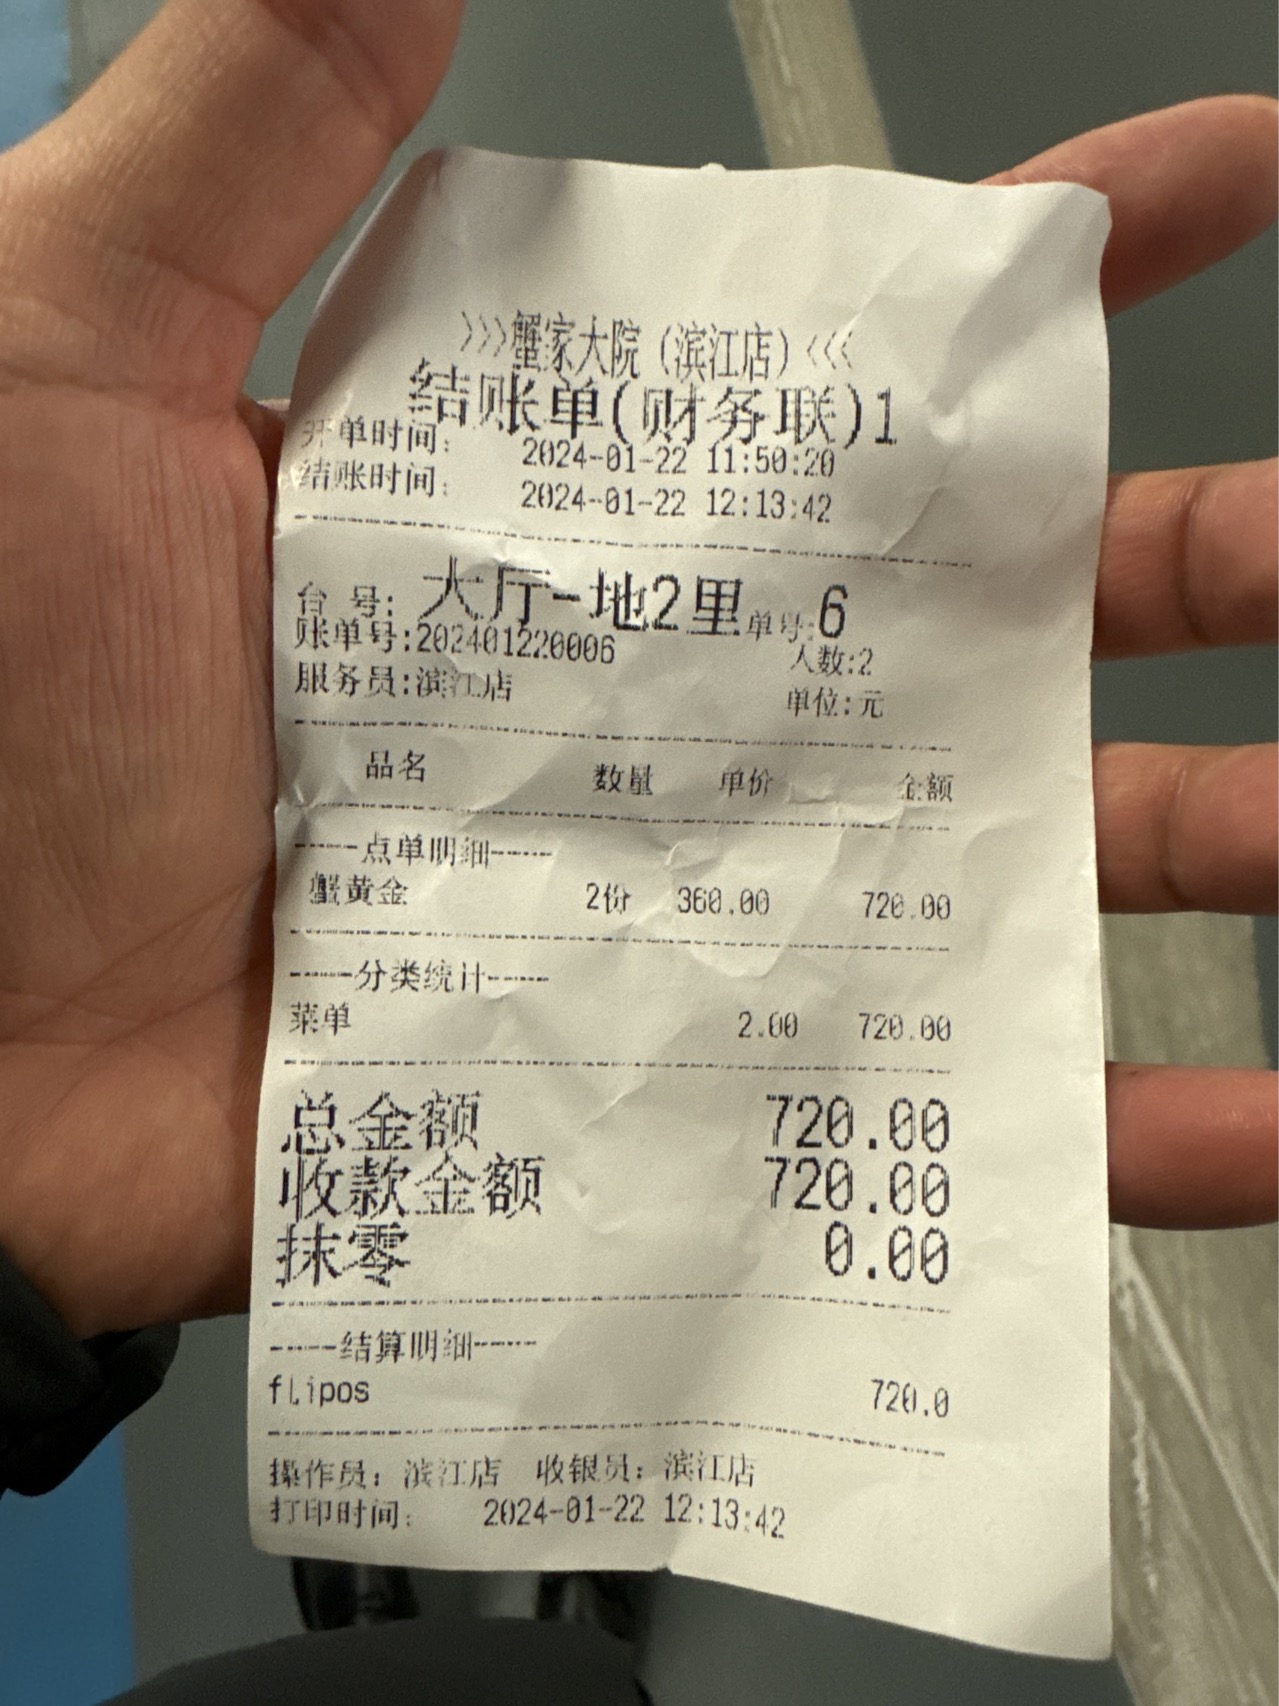 >>>蟹家大院（滨江店）<<<
结账单(财务联)1
开单时间: 2024-01-22 11:50:20
结账时间: 2024-01-22 12:13:42
台 号: 大厅-地2里 单号:6
账单号:202401220006 人数:2
服务员:滨江店 单位:元
品名 数量 单价 金额
-----点单明细-----
蟹黄金 2份 360.00 720.00
-----分类统计-----
菜单 2.00 720.00
总金额 720.00
收款金额 720.00
抹零 0.00
-----结算明细-----
flipos 720.0
操作员: 滨江店 收银员: 滨江店
打印时间: 2024-01-22 12:13:42